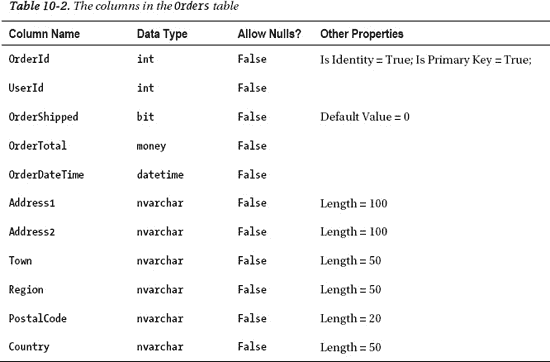 Table 10-2. The columns in the Orders table
Column Name Data Type Allow Nulls? Other Properties
OrderId int False Is Identity = True; Is Primary Key = True;
UserId int False
OrderShipped bit False Default Value = 0
OrderTotal money False
OrderDateTime datetime False
Address1 nvarchar False Length = 100
Address2 nvarchar False Length = 100
Town nvarchar False Length = 50
Region nvarchar False Length = 50
PostalCode nvarchar False Length = 20
Country nvarchar False Length = 50